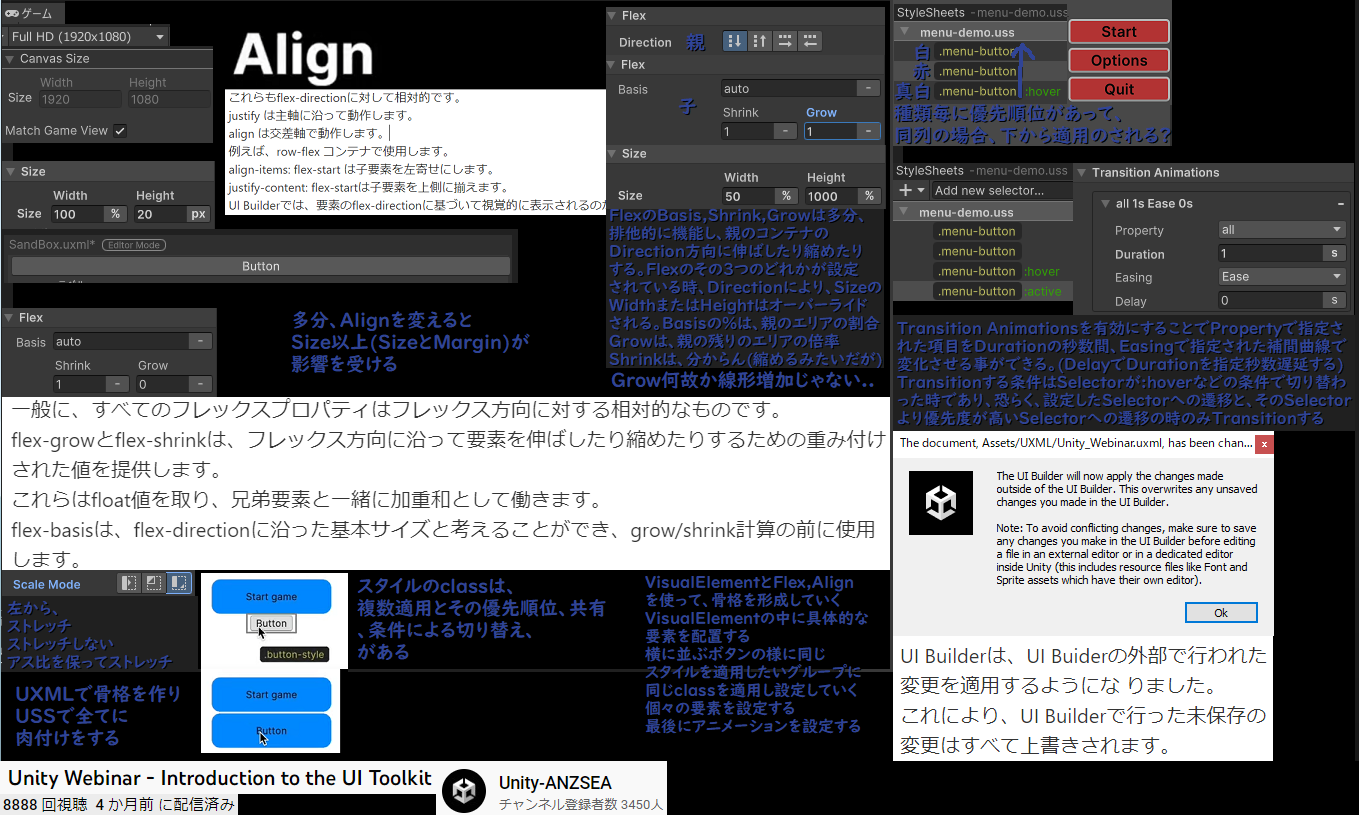 ゲーム
Full HD (1920x1080)
Canvas Size
Width Height
Size 1920 1080
Match Game View
Size
Width Height
Size 100 % 20 px
SandBox.uxml* Editor Mode
Button
Flex
Basis auto -
Shrink Grow
1 - 0 -
Align
これらもflex-directionに対して相対的です。
justify は主軸に沿って動作します。
align は交差軸で動作します。
例えば、row-flex コンテナで使用します。
align-items: flex-start は子要素を左寄せにします。
justify-content: flex-startは子要素を上側に揃えます。
UI Builderでは、要素のflex-directionに基づいて視覚的に表示されるのた
多分、Alignを変えると
Size以上(SizeとMargin)が
影響を受ける
Flex
Direction 親
Flex
Basis auto -
子
Shrink Grow
1 - 1 -
Size
Width Height
Size 50 % 1000 %
FlexのBasis,Shrink,Growは多分、
排他的に機能し、親のコンテナの
Direction方向に伸ばしたり縮めたり
する。Flexのその3つのどれかが設定
されている時、Directionにより、Sizeの
WidthまたはHeightはオーバーライド
される。Basisの%は、親のエリアの割合
Growは、親の残りのエリアの倍率
Shrinkは、分からん(縮めるみたいだが)
Grow何故か線形増加じゃない..
一般に、すべてのフレックスプロパティはフレックス方向に対する相対的なものです。
flex-growとflex-shrinkは、フレックス方向に沿って要素を伸ばしたり縮めたりするための重み付け
された値を提供します。
これらはfloat値を取り、兄弟要素と一緒に加重和として働きます。
flex-basisは、flex-directionに沿った基本サイズと考えることができ、grow/shrink計算の前に使用
します。
Scale Mode
左から、
ストレッチ
ストレッチしない
アス比を保ってストレッチ
UXMLで骨格を作り
USSで全てに
肉付けをする
Start game
Button
.button-style
Start game
Button
スタイルのclassは、
複数適用とその優先順位、共有
、条件による切り替え、
がある
VisualElementとFlex,Align
を使って、骨格を形成していく
VisualElementの中に具体的な
要素を配置する
横に並ぶボタンの様に同じ
スタイルを適用したいグループに
同じclassを適用し設定していく
個々の要素を設定する
最後にアニメーションを設定する
StyleSheets -menu-demo.uss
menu-demo.uss
白 .menu-button
赤 .menu-button
真白 .menu-button :hover
Start
Options
Quit
種類毎に優先順位があって、
同列の場合、下から適用のされる?
StyleSheets -menu-demo.uss
+ Add new selector...
menu-demo.uss
.menu-button
.menu-button
.menu-button :hover
.menu-button :active
Transition Animations
all 1s Ease 0s -
Property all
Duration 1 s
Easing Ease
Delay 0 s
Transition Animationsを有効にすることでPropertyで指定さ
れた項目をDurationの秒数間、Easingで指定された補間曲線で
変化させる事ができる。(DelayでDurationを指定秒数遅延する)
Transitionする条件はSelectorが:hoverなどの条件で切り替わ
った時であり、恐らく、設定したSelectorへの遷移と、そのSelector
より優先度が高いSelectorへの遷移の時のみTransitionする
The document, Assets/UXML/Unity_Webinar.uxml, has been chan... x
The UI Builder will now apply the changes made
outside of the UI Builder. This overwrites any unsaved
changes you made in the UI Builder.
Note: To avoid conflicting changes, make sure to save
any changes you make in the UI Builder before editing
a file in an external editor or in a dedicated editor
inside Unity (this includes resource files like Font and
Sprite assets which have their own editor).
Ok
UI Builderは、UI Buiderの外部で行われた
変更を適用するようにな りました。
これにより、UI Builderで行った未保存の
変更はすべて上書きされます。
Unity Webinar - Introduction to the UI Toolkit
8888 回視聴 4 か月前 に配信済み
Unity-ANZSEA
チャンネル登録者数 3450人